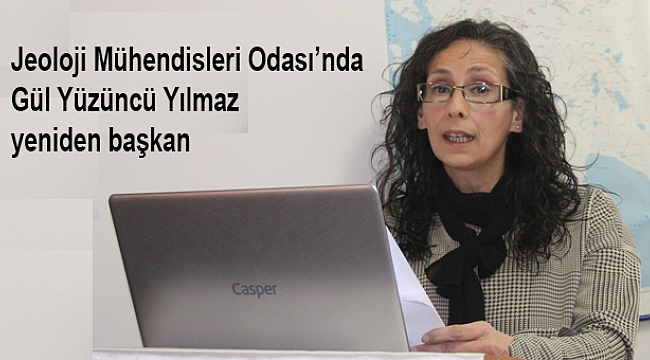 Jeoloji Mühendisleri Odası’nda
Gül Yüzüncü Yılmaz
yeniden başkan
Casper